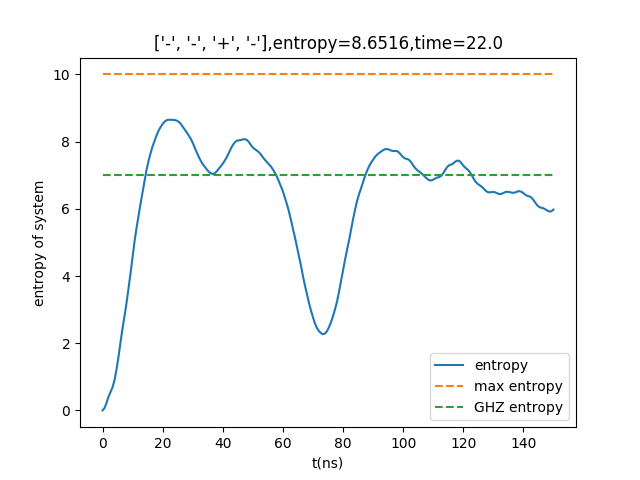 ['-', '-', '+', '-'],entropy=8.6516,time=22.0
10
8
6
4
2
0
entropy of system
entropy
max entropy
GHZ entropy
0 20 40 60 80 100 120 140
t(ns)